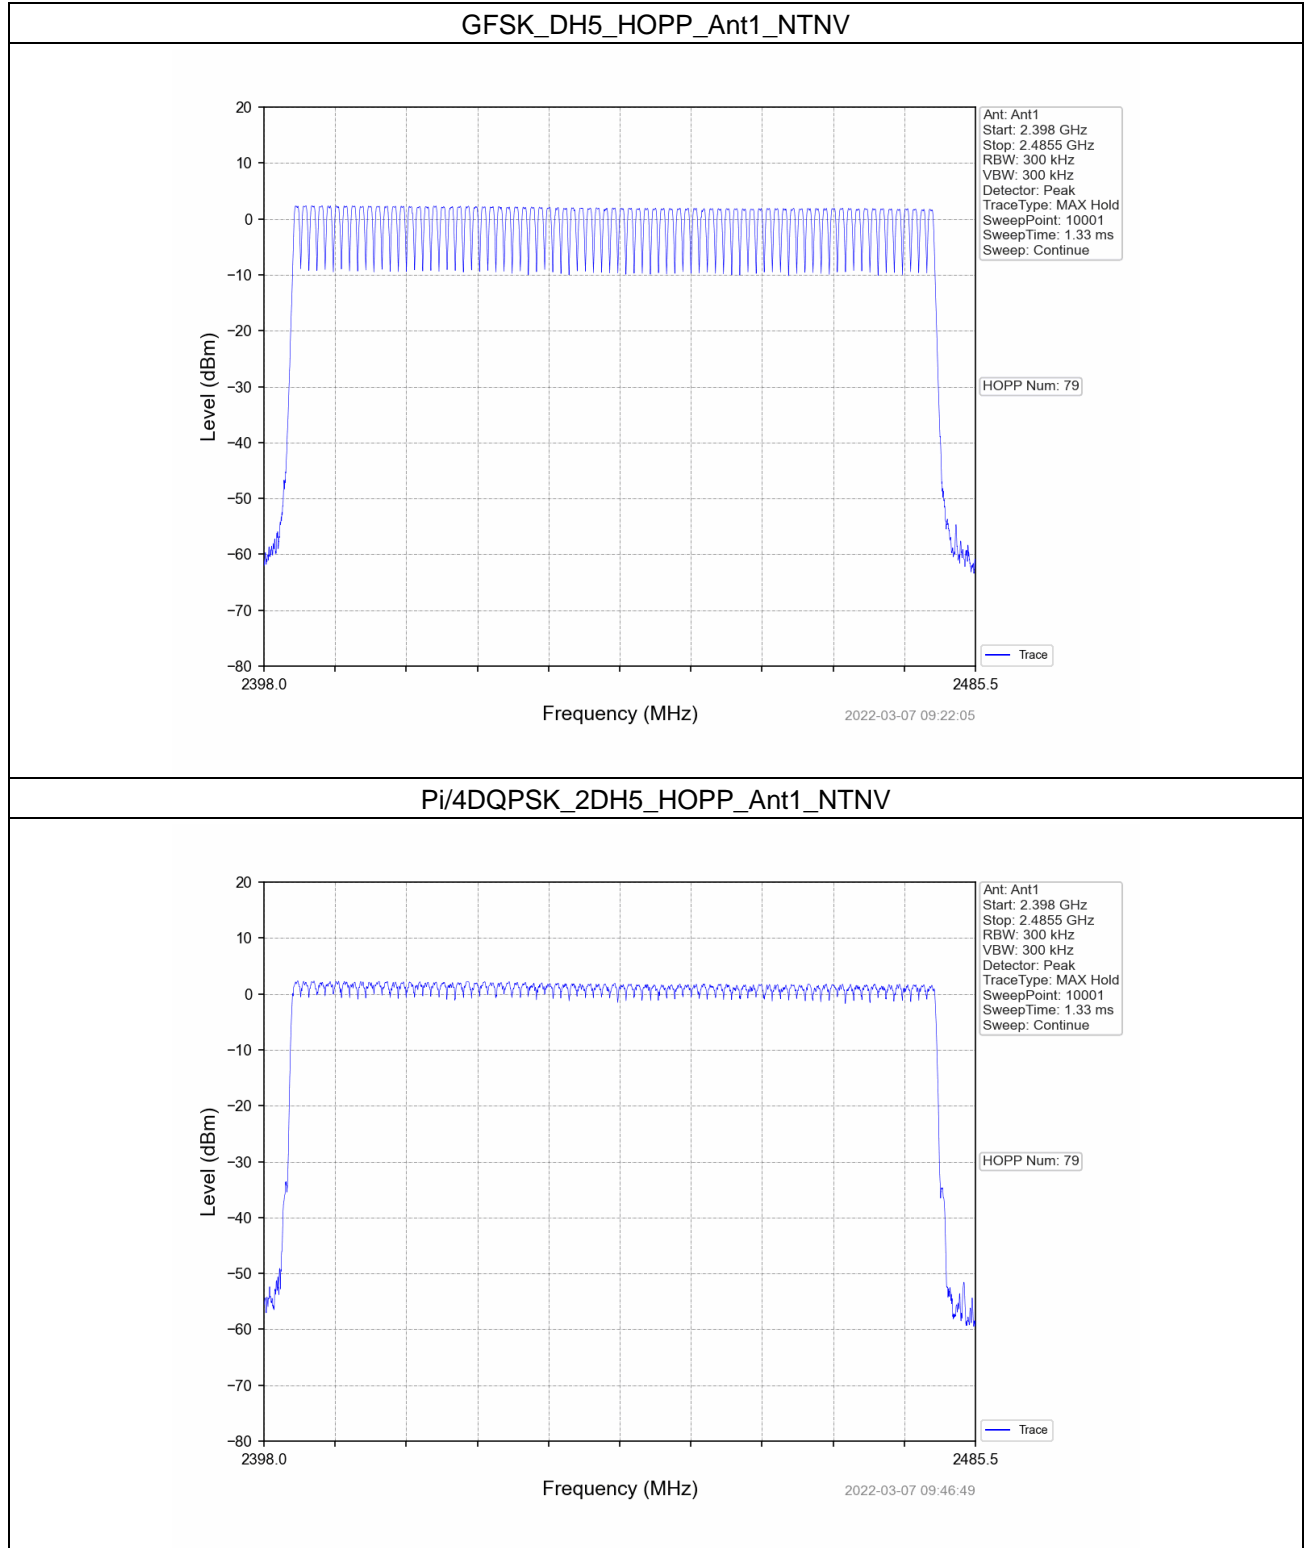 GFSK_DH5_HOPP_Ant1_NTNV
20
10
0
−10
−20
−30
−40
−50
−60
−70
−80
Level (dBm)
2398.0
2485.5
Frequency (MHz)
2022-03-07 09:22:05
Ant: Ant1
Start: 2.398 GHz
Stop: 2.4855 GHz
RBW: 300 kHz
VBW: 300 kHz
Detector: Peak
TraceType: MAX Hold
SweepPoint: 10001
SweepTime: 1.33 ms
Sweep: Continue
HOPP Num: 79
Trace
Pi/4DQPSK_2DH5_HOPP_Ant1_NTNV
20
10
0
−10
−20
−30
−40
−50
−60
−70
−80
Level (dBm)
2398.0
2485.5
Frequency (MHz)
2022-03-07 09:46:49
Ant: Ant1
Start: 2.398 GHz
Stop: 2.4855 GHz
RBW: 300 kHz
VBW: 300 kHz
Detector: Peak
TraceType: MAX Hold
SweepPoint: 10001
SweepTime: 1.33 ms
Sweep: Continue
HOPP Num: 79
Trace